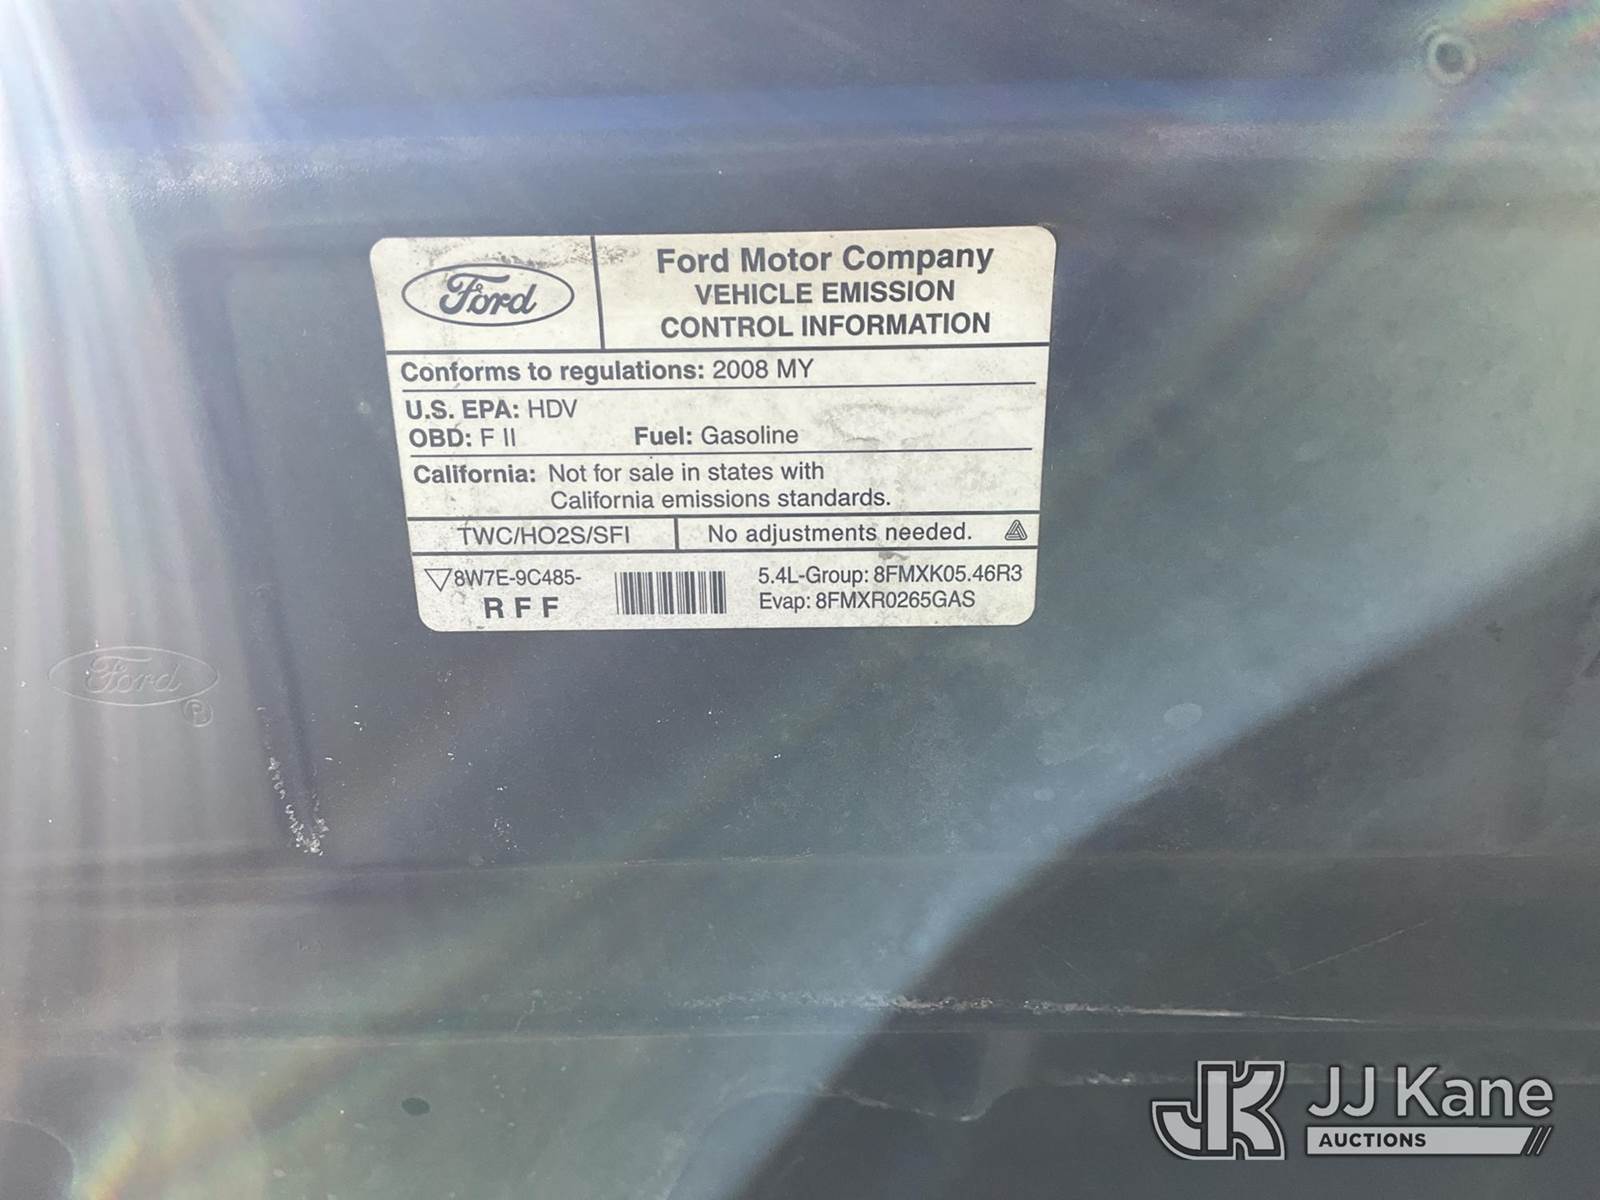 Ford
Ford Motor Company
VEHICLE EMISSION
CONTROL INFORMATION
Conforms to regulations: 2008 MY
U.S. EPA: HDV
OBD: F II Fuel: Gasoline
California: Not for sale in states with
California emissions standards.
TWC/HO2S/SFI No adjustments needed.
8W7E-9C485-
RFF
5.4L-Group: 8FMXK05.46R3
Evap: 8FMXR0265GAS
Ford
R
JK JJ Kane
AUCTIONS